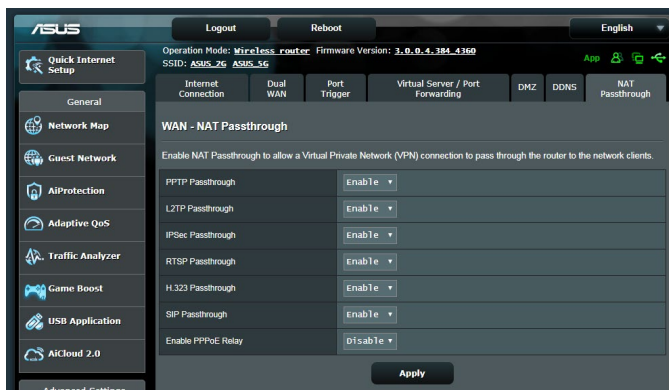 ASUS
Logout
Reboot
English
Operation Mode: Wireless router Firmware Version: 3.0.0.4.384_4360
SSID: ASUS_2G ASUS_5G
App
Quick Internet
Setup
General
Network Map
Guest Network
AiProtection
Adaptive QoS
Traffic Analyzer
Game Boost
USB Application
AiCloud 2.0
Advanced Settings
Internet
Connection
Dual
WAN
Port
Trigger
Virtual Server / Port
Forwarding
DMZ
DDNS
NAT
Passthrough
WAN - NAT Passthrough
Enable NAT Passthrough to allow a Virtual Private Network (VPN) connection to pass through the router to the network clients.
PPTP Passthrough Enable
L2TP Passthrough Enable
IPSec Passthrough Enable
RTSP Passthrough Enable
H.323 Passthrough Enable
SIP Passthrough Enable
Enable PPPoE Relay Disable
Apply